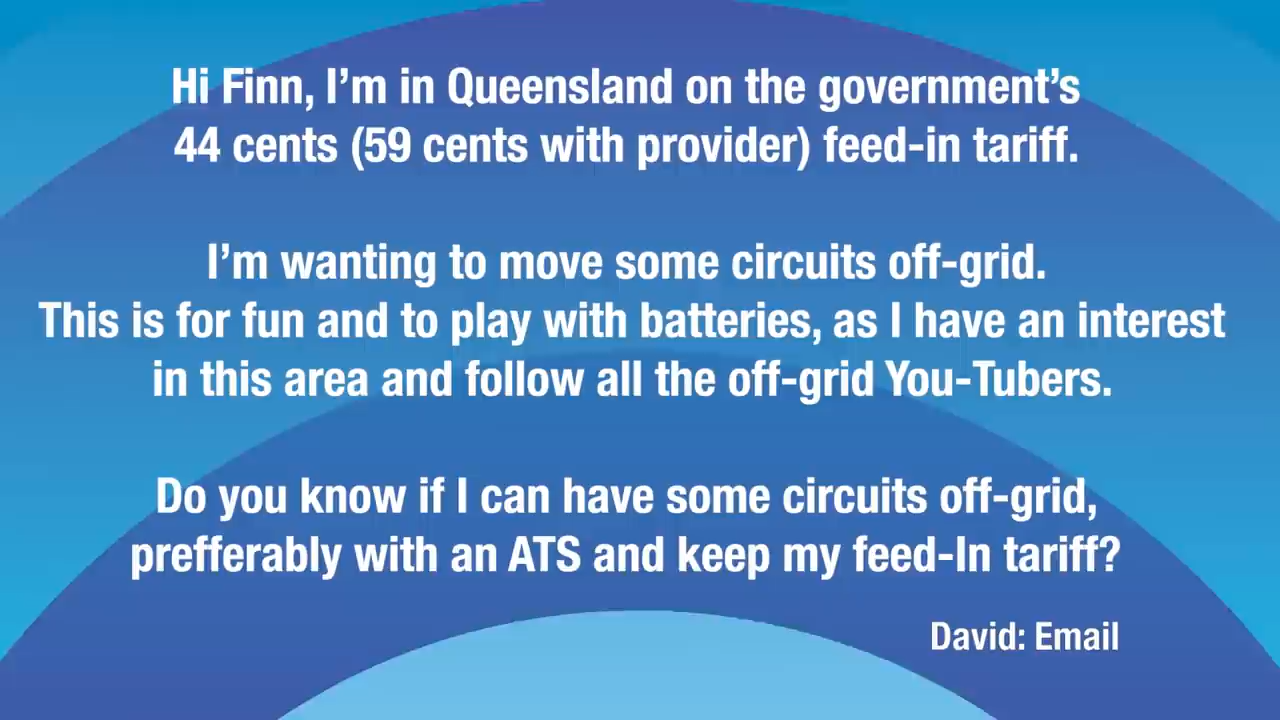 Hi Finn, I'm in Queensland on the government's
44 cents (59 cents with provider) feed-in tariff.
I'm wanting to move some circuits off-grid.
This is for fun and to play with batteries, as I have an interest
in this area and follow all the off-grid You-Tubers.
Do you know if I can have some circuits off-grid,
prefferably with an ATS and keep my feed-In tariff?
David: Email